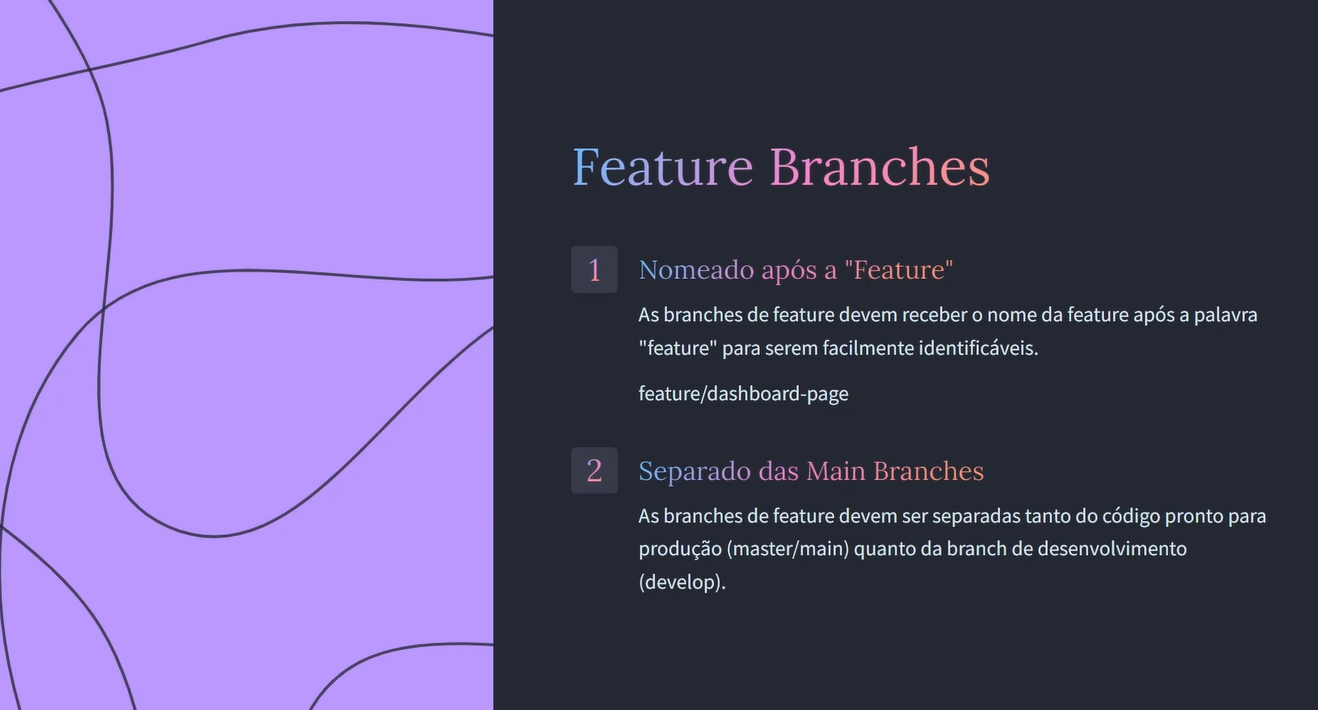 Feature Branches
1
Nomeado após a "Feature"
As branches de feature devem receber o nome da feature após a palavra
"feature" para serem facilmente identificáveis.
feature/dashboard-page
2
Separado das Main Branches
As branches de feature devem ser separadas tanto do código pronto para
produção (master/main) quanto da branch de desenvolvimento
(develop).